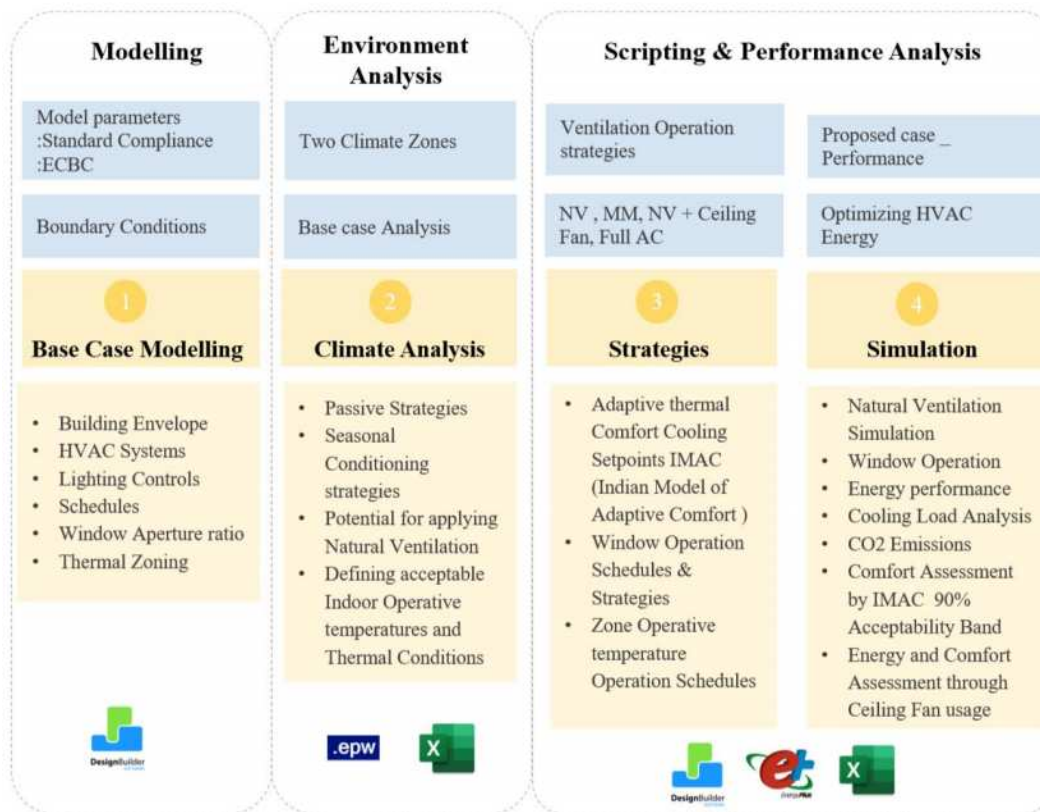 Modelling
Model parameters
:Standard Compliance
:ECBC
Boundary Conditions
1
Base Case Modelling
• Building Envelope
• HVAC Systems
• Lighting Controls
• Schedules
• Window Aperture ratio
• Thermal Zoning
DesignBuilder
Environment
Analysis
Two Climate Zones
Base case Analysis
2
Climate Analysis
• Passive Strategies
• Seasonal
Conditioning
strategies
• Potential for applying
Natural Ventilation
• Defining acceptable
Indoor Operative
temperatures and
Thermal Conditions
.epw
X
Scripting & Performance Analysis
Ventilation Operation
strategies
NV , MM, NV + Ceiling
Fan, Full AC
3
Strategies
• Adaptive thermal
Comfort Cooling
Setpoints IMAC
(Indian Model of
Adaptive Comfort )
• Window Operation
Schedules &
Strategies
• Zone Operative
temperature
Operation Schedules
Proposed case _
Performance
Optimizing HVAC
Energy
4
Simulation
• Natural Ventilation
Simulation
• Window Operation
• Energy performance
• Cooling Load Analysis
• CO2 Emissions
• Comfort Assessment
by IMAC 90%
Acceptability Band
• Energy and Comfort
Assessment through
Ceiling Fan usage
DesignBuilder
EnergyPlus
X